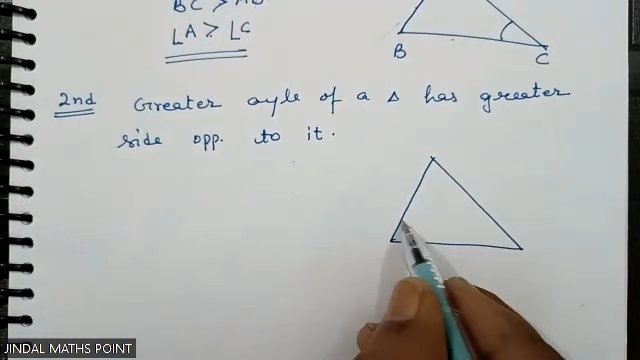 BC > AB
∠A > ∠C
B
C
2nd Greater angle of a Δ has greater
side opp. to it.
JINDAL MATHS POINT